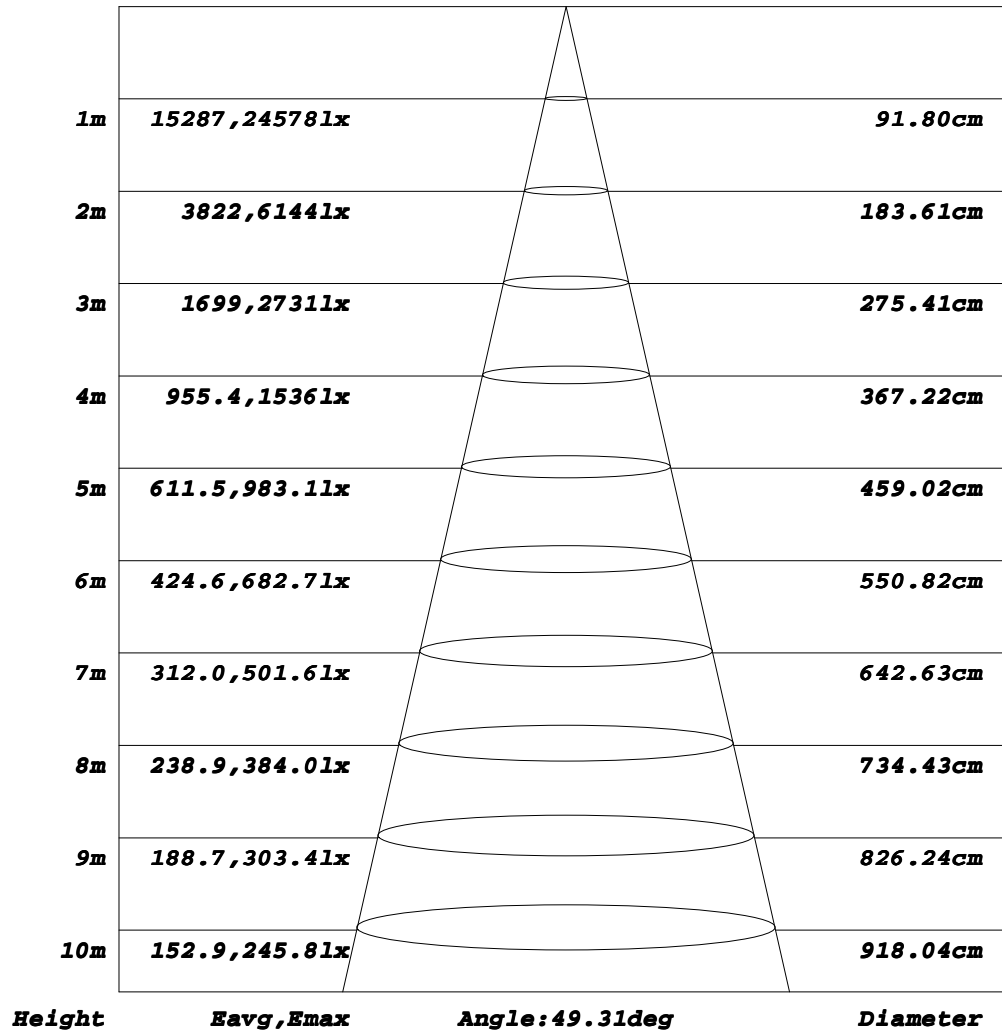 1m 15287,24578lx 91.80cm
2m 3822,6144lx 183.61cm
3m 1699,2731lx 275.41cm
4m 955.4,1536lx 367.22cm
5m 611.5,983.1lx 459.02cm
6m 424.6,682.7lx 550.82cm
7m 312.0,501.6lx 642.63cm
8m 238.9,384.0lx 734.43cm
9m 188.7,303.4lx 826.24cm
10m 152.9,245.8lx 918.04cm
Height Eavg,Emax Angle:49.31deg Diameter